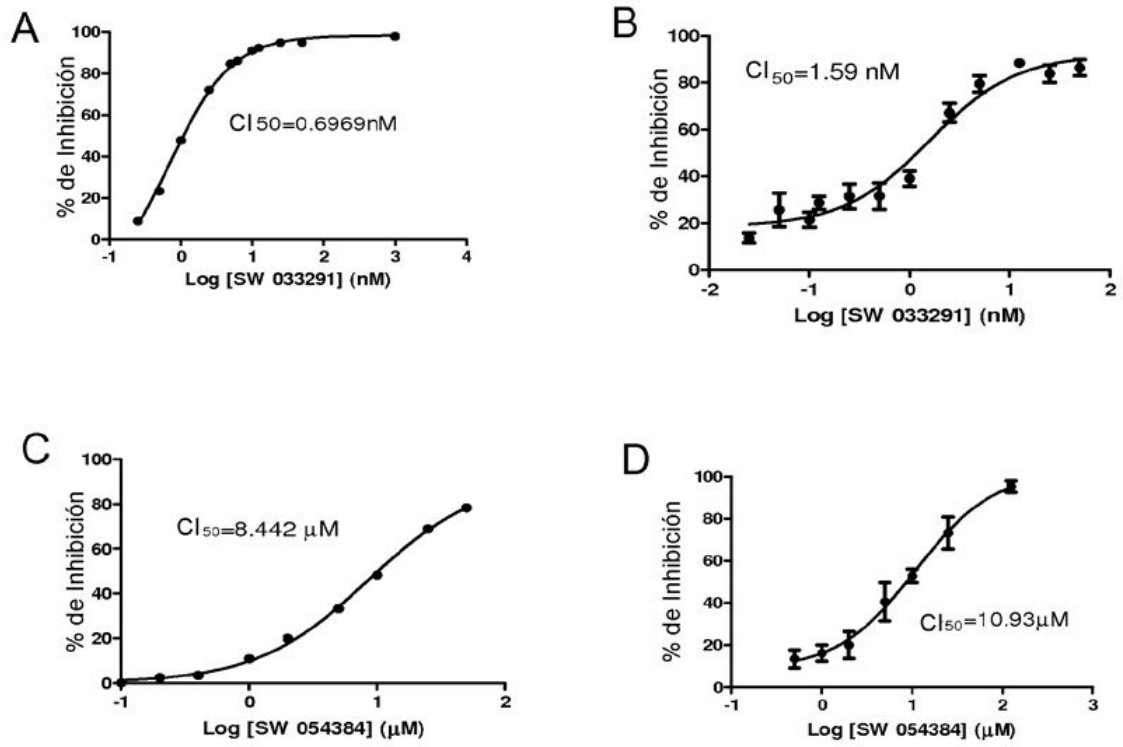 A
100
80
60
40
20
0
% de Inhibición
CI50=0.6969nM
-1 0 1 2 3 4
Log [SW 033291] (nM)
B
100
80
60
40
20
0
% de Inhibición
CI50=1.59 nM
-2 -1 0 1 2
Log [SW 033291] (nM)
C
100
80
60
40
20
0
% de Inhibición
CI50=8.442 μM
-1 0 1 2
Log [SW 054384] (μM)
D
100
80
60
40
20
0
% de Inhibición
CI50=10.93μM
-1 0 1 2 3
Log [SW 054384] (μM)